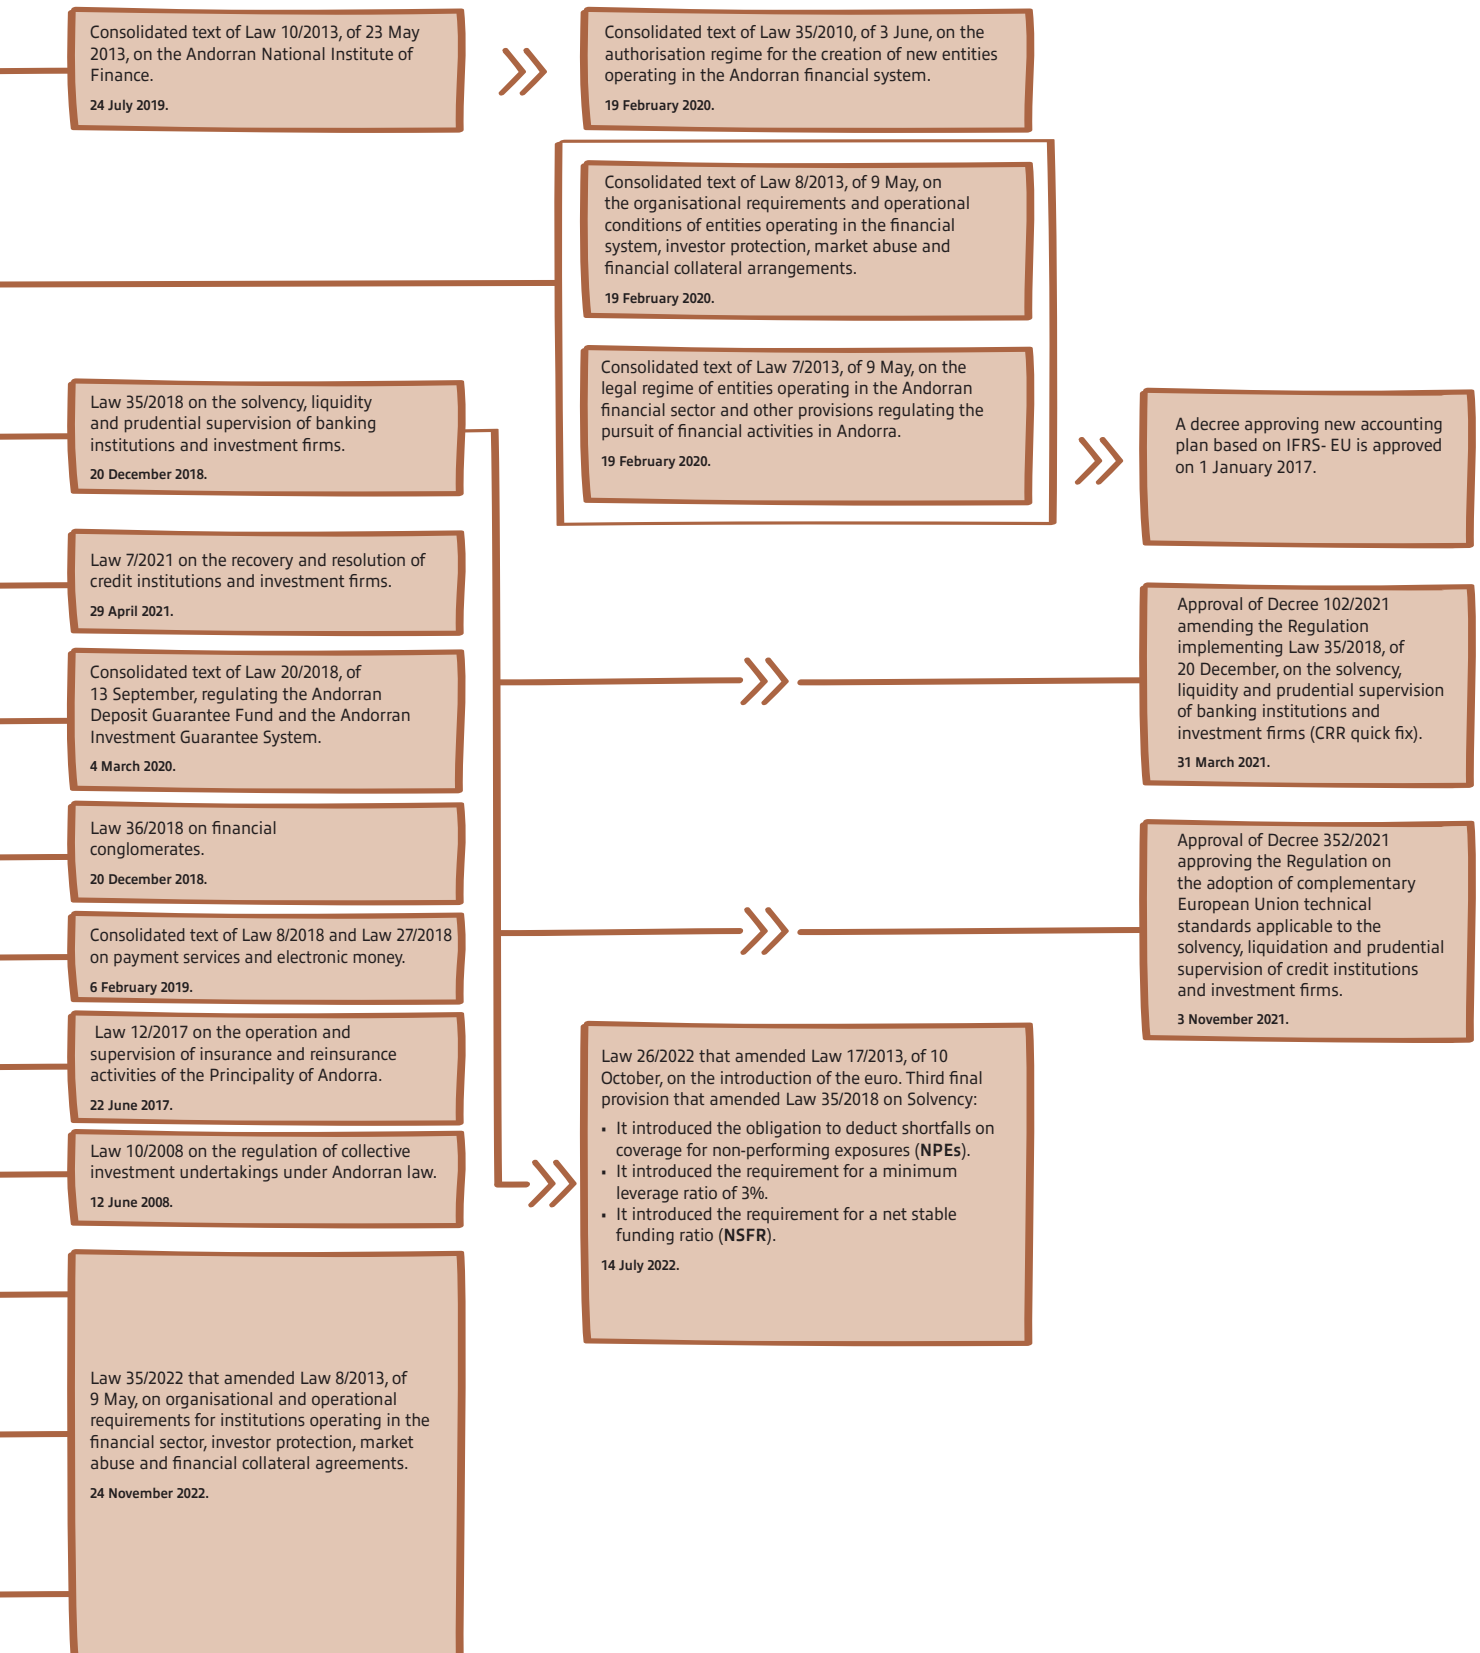 Consolidated text of Law 10/2013, of 23 May
2013, on the Andorran National Institute of
Finance.
24 July 2019.
Consolidated text of Law 35/2010, of 3 June, on the
authorisation regime for the creation of new entities
operating in the Andorran financial system.
19 February 2020.
Consolidated text of Law 8/2013, of 9 May, on
the organisational requirements and operational
conditions of entities operating in the financial
system, investor protection, market abuse and
financial collateral arrangements.
19 February 2020.
Consolidated text of Law 7/2013, of 9 May, on the
legal regime of entities operating in the Andorran
financial sector and other provisions regulating the
pursuit of financial activities in Andorra.
19 February 2020.
A decree approving new accounting
plan based on IFRS- EU is approved
on 1 January 2017.
Law 35/2018 on the solvency, liquidity
and prudential supervision of banking
institutions and investment firms.
20 December 2018.
Law 7/2021 on the recovery and resolution of
credit institutions and investment firms.
29 April 2021.
Consolidated text of Law 20/2018, of
13 September, regulating the Andorran
Deposit Guarantee Fund and the Andorran
Investment Guarantee System.
4 March 2020.
Law 36/2018 on financial
conglomerates.
20 December 2018.
Consolidated text of Law 8/2018 and Law 27/2018
on payment services and electronic money.
6 February 2019.
Law 12/2017 on the operation and
supervision of insurance and reinsurance
activities of the Principality of Andorra.
22 June 2017.
Law 10/2008 on the regulation of collective
investment undertakings under Andorran law.
12 June 2008.
Law 35/2022 that amended Law 8/2013, of
9 May, on organisational and operational
requirements for institutions operating in the
financial sector, investor protection, market
abuse and financial collateral agreements.
24 November 2022.
Approval of Decree 102/2021
amending the Regulation
implementing Law 35/2018, of
20 December, on the solvency,
liquidity and prudential supervision
of banking institutions and
investment firms (CRR quick fix).
31 March 2021.
Approval of Decree 352/2021
approving the Regulation on
the adoption of complementary
European Union technical
standards applicable to the
solvency, liquidation and prudential
supervision of credit institutions
and investment firms.
3 November 2021.
Law 26/2022 that amended Law 17/2013, of 10
October, on the introduction of the euro. Third final
provision that amended Law 35/2018 on Solvency:
• It introduced the obligation to deduct shortfalls on
coverage for non-performing exposures (NPEs).
• It introduced the requirement for a minimum
leverage ratio of 3%.
• It introduced the requirement for a net stable
funding ratio (NSFR).
14 July 2022.